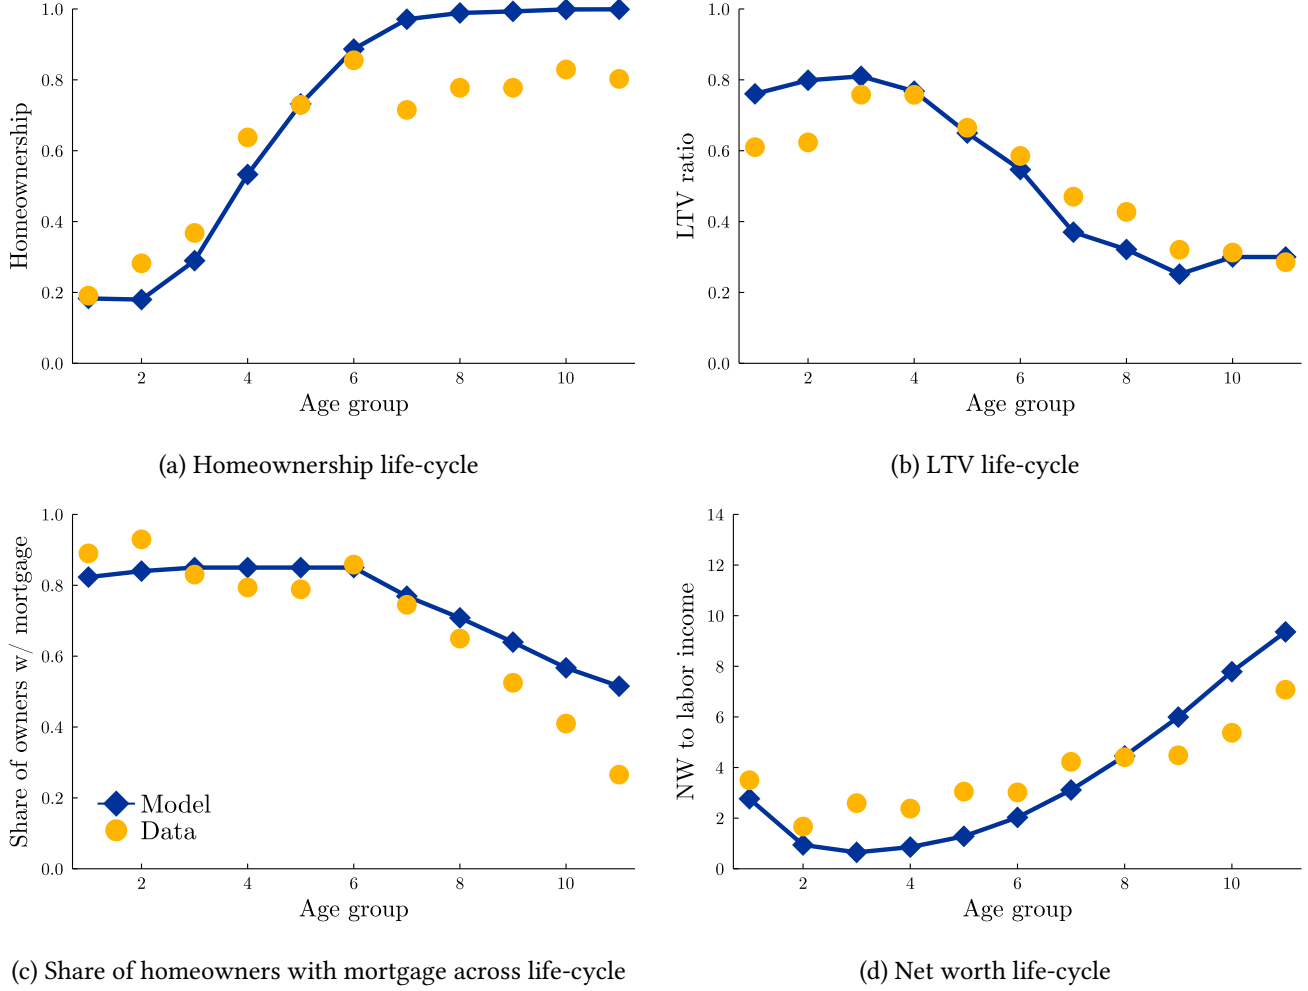 1.0
0.8
0.6
0.4
0.2
0.0
Homeownership
2 4 6 8 10
Age group
(a) Homeownership life-cycle
1.0
0.8
0.6
0.4
0.2
0.0
LTV ratio
2 4 6 8 10
Age group
(b) LTV life-cycle
1.0
0.8
0.6
0.4
0.2
0.0
Share of owners w/ mortgage
Model
Data
2 4 6 8 10
Age group
(c) Share of homeowners with mortgage across life-cycle
14
12
10
8
6
4
2
0
NW to labor income
2 4 6 8 10
Age group
(d) Net worth life-cycle